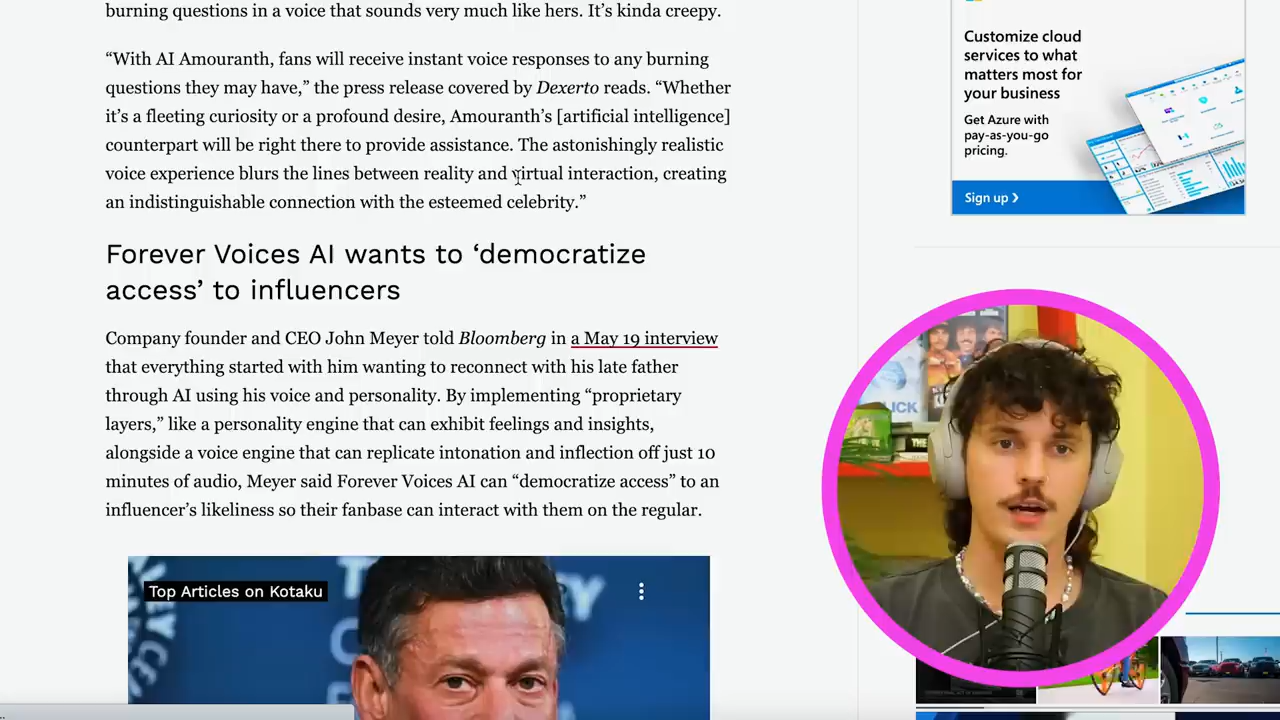 burning questions in a voice that sounds very much like hers. It’s kinda creepy.
“With AI Amouranth, fans will receive instant voice responses to any burning
questions they may have,” the press release covered by Dexerto reads. “Whether
it’s a fleeting curiosity or a profound desire, Amouranth’s [artificial intelligence]
counterpart will be right there to provide assistance. The astonishingly realistic
voice experience blurs the lines between reality and virtual interaction, creating
an indistinguishable connection with the esteemed celebrity.”
Forever Voices AI wants to ‘democratize
access’ to influencers
Company founder and CEO John Meyer told Bloomberg in a May 19 interview
that everything started with him wanting to reconnect with his late father
through AI using his voice and personality. By implementing “proprietary
layers,” like a personality engine that can exhibit feelings and insights,
alongside a voice engine that can replicate intonation and inflection off just 10
minutes of audio, Meyer said Forever Voices AI can “democratize access” to an
influencer’s likeliness so their fanbase can interact with them on the regular.
Top Articles on Kotaku
Customize cloud
services to what
matters most for
your business
Get Azure with
pay-as-you-go
pricing.
Sign up ❯
LICK
THE